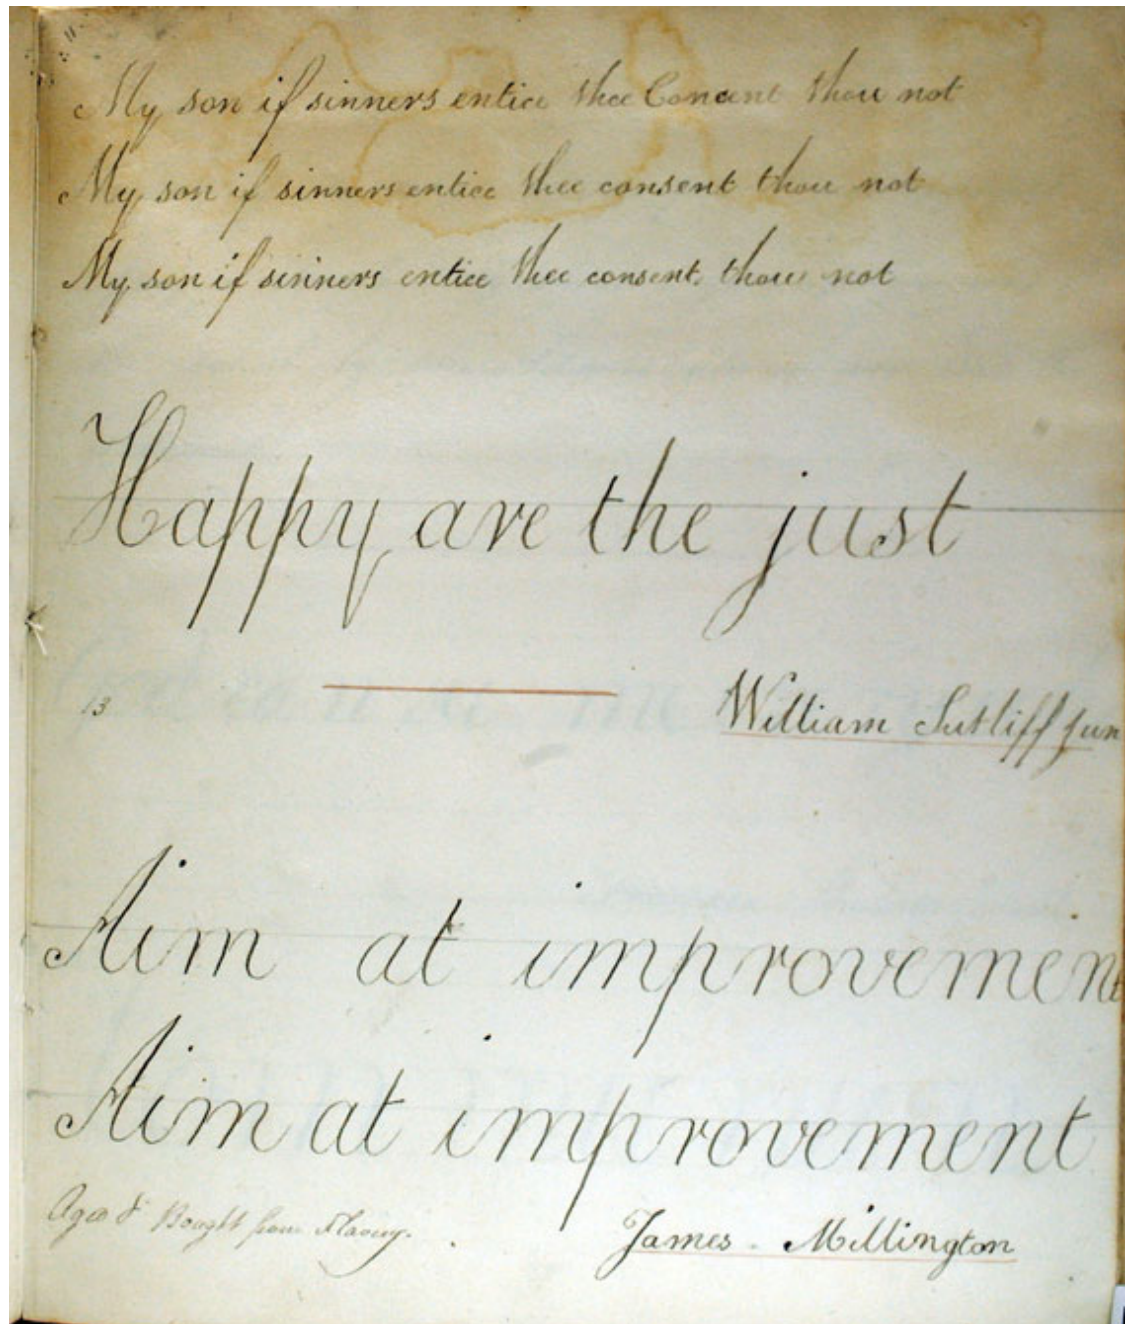 My son if sinners entice thee Concent thou not
My son if sinners entice thee consent thou not
My son if sinners entice thee consent, thou not
Happy are the just
13
William Sutliff Jun
Aim at improvement
Aim at improvement
Aged 8 Bought from Slavery.
James Millington